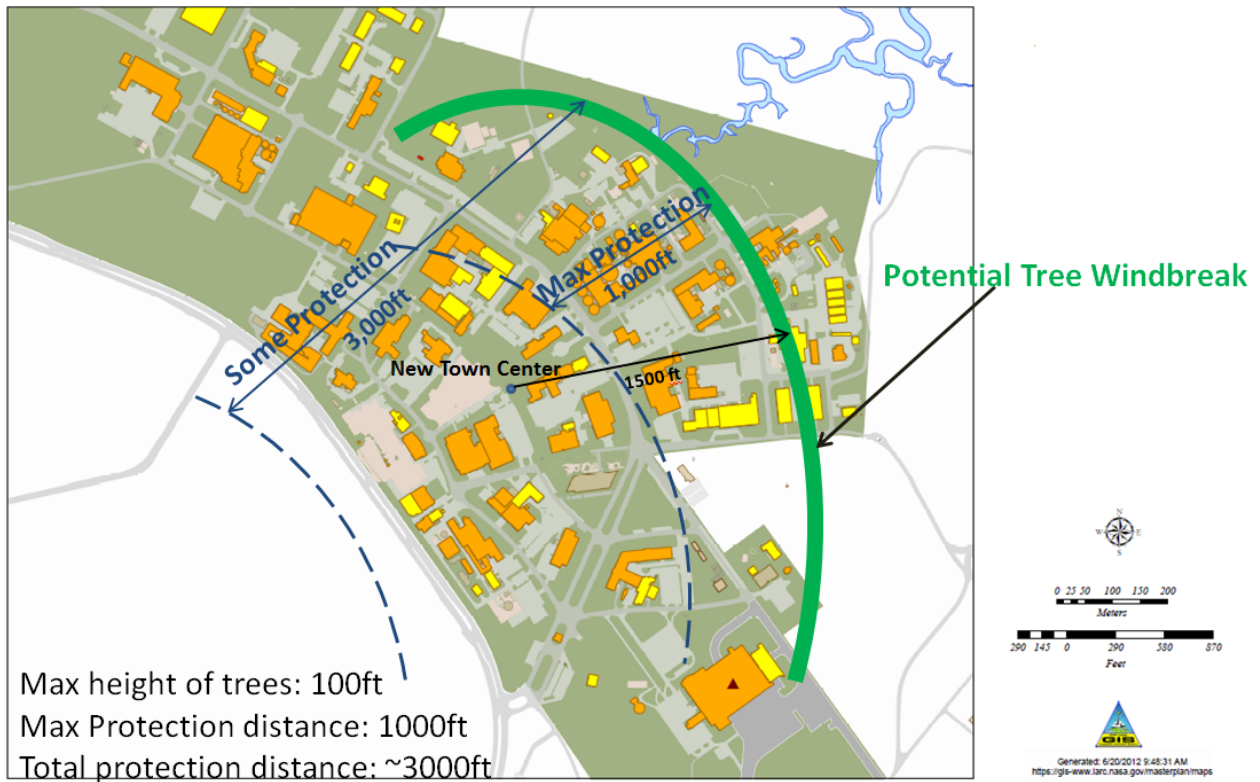 Potential Tree Windbreak
Max Protection
1,000ft
Some Protection
3,000ft
New Town Center
1500 ft
Max height of trees: 100ft
Max Protection distance: 1000ft
Total protection distance: ~3000ft
N
W E
S
0 25 50 100 150 200
Meters
290 145 0 290 580 870
Feet
GIS
Generated: 6/20/2012 9:48:31 AM
https://gis-www.larc.nasa.gov/masterplan/maps